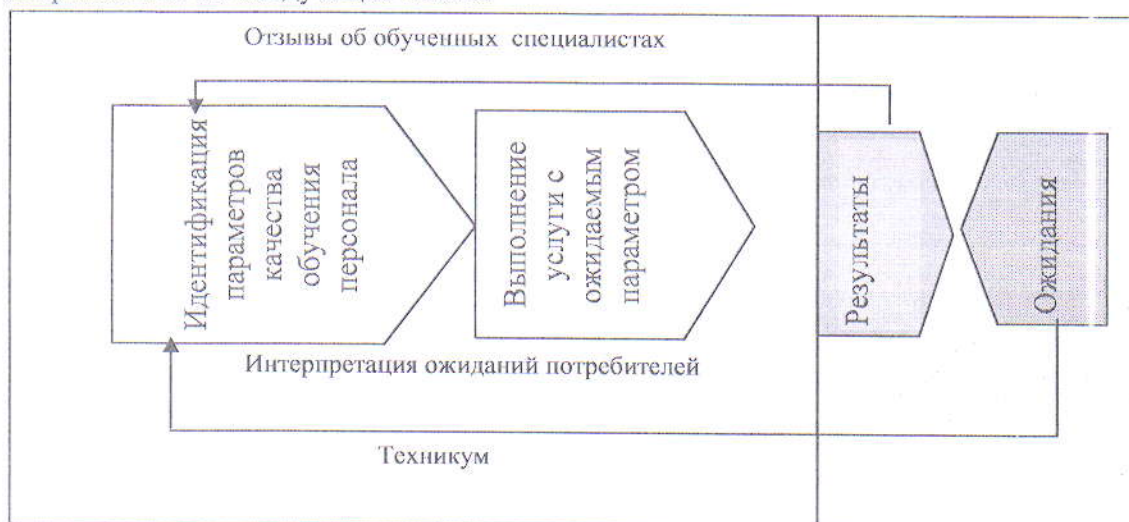 Отзывы об обученных специалистах
Идентификация
параметров
качества
обучения
персонала
Выполнение
услуги с
ожидаемым
параметром
Результаты
Ожидания
Интерпретация ожиданий потребителей
Техникум